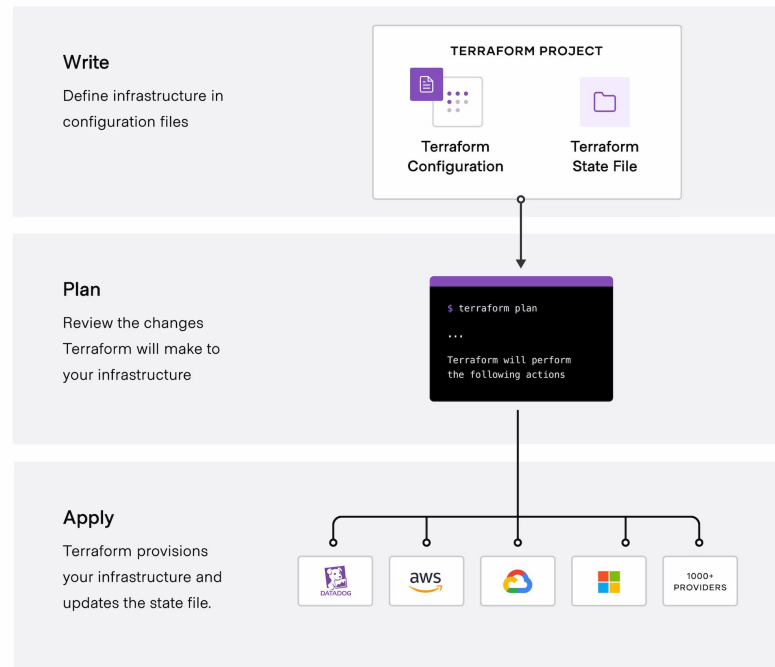 Write
Define infrastructure in
configuration files
TERRAFORM PROJECT
Terraform
Configuration
Terraform
State File
Plan
Review the changes
Terraform will make to
your infrastructure
$ terraform plan
...
Terraform will perform
the following actions
Apply
Terraform provisions
your infrastructure and
updates the state file.
DATADOG
aws
1000+
PROVIDERS